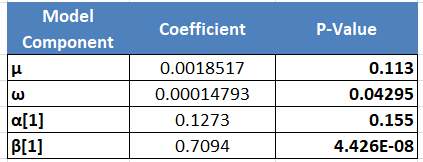 Model Component Coefficient P-Value
μ 0.0018517 0.113
ω 0.00014793 0.04295
α[1] 0.1273 0.155
β[1] 0.7094 4.426E-08